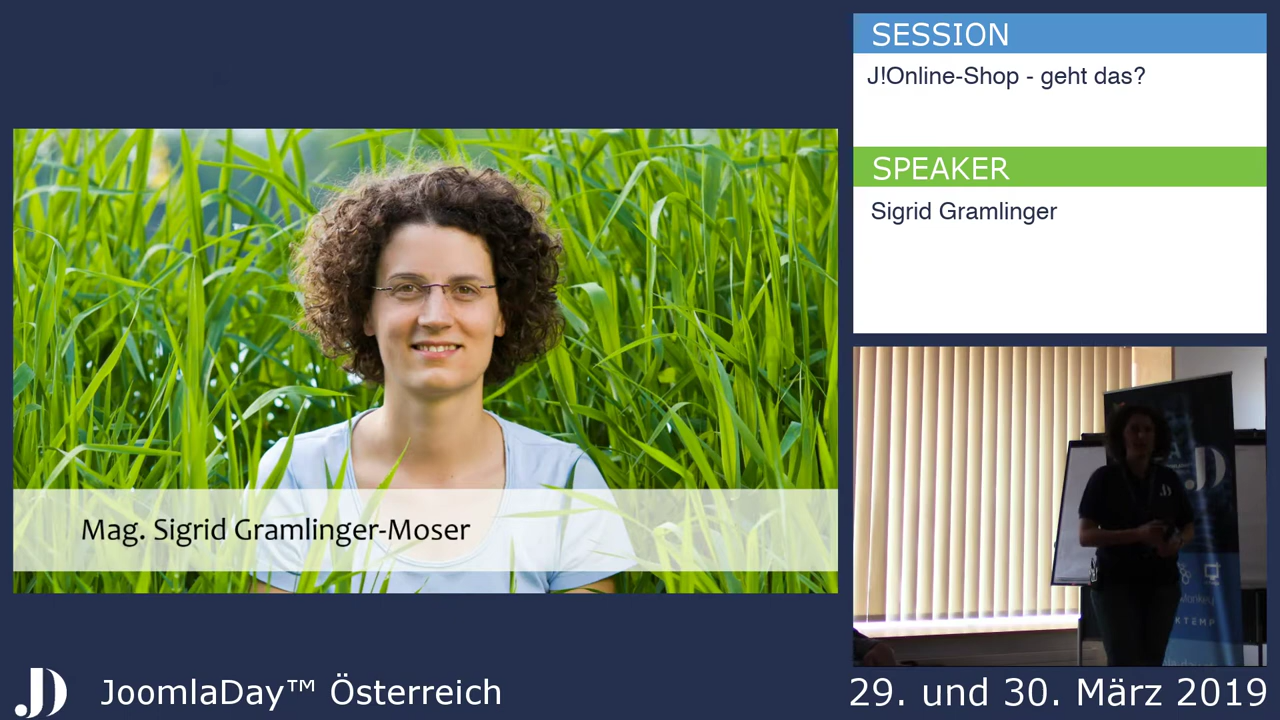 SESSION
J!Online-Shop - geht das?
SPEAKER
Sigrid Gramlinger
Mag. Sigrid Gramlinger-Moser
JoomlaDay™ Österreich
29. und 30. März 2019